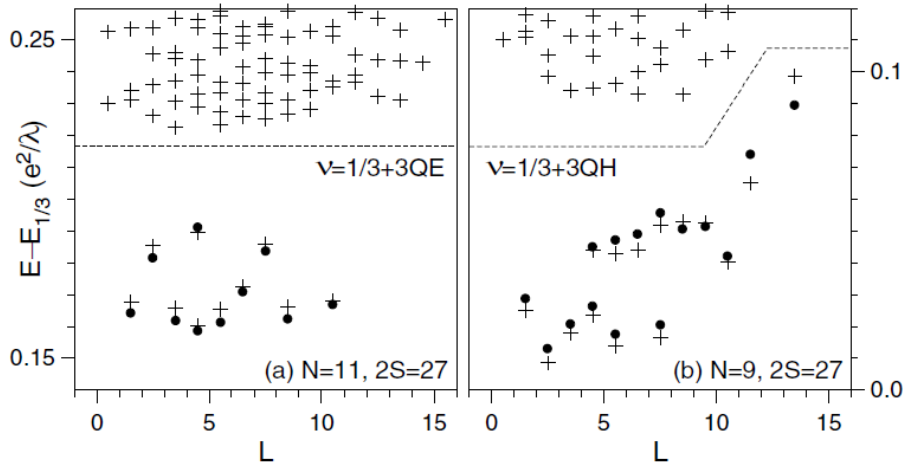 0.25
0.15
E−E1/3 (e²/λ)
ν=1/3+3QE
(a) N=11, 2S=27
0 5 10 15
L
ν=1/3+3QH
(b) N=9, 2S=27
0 5 10 15
L
0.1
0.0